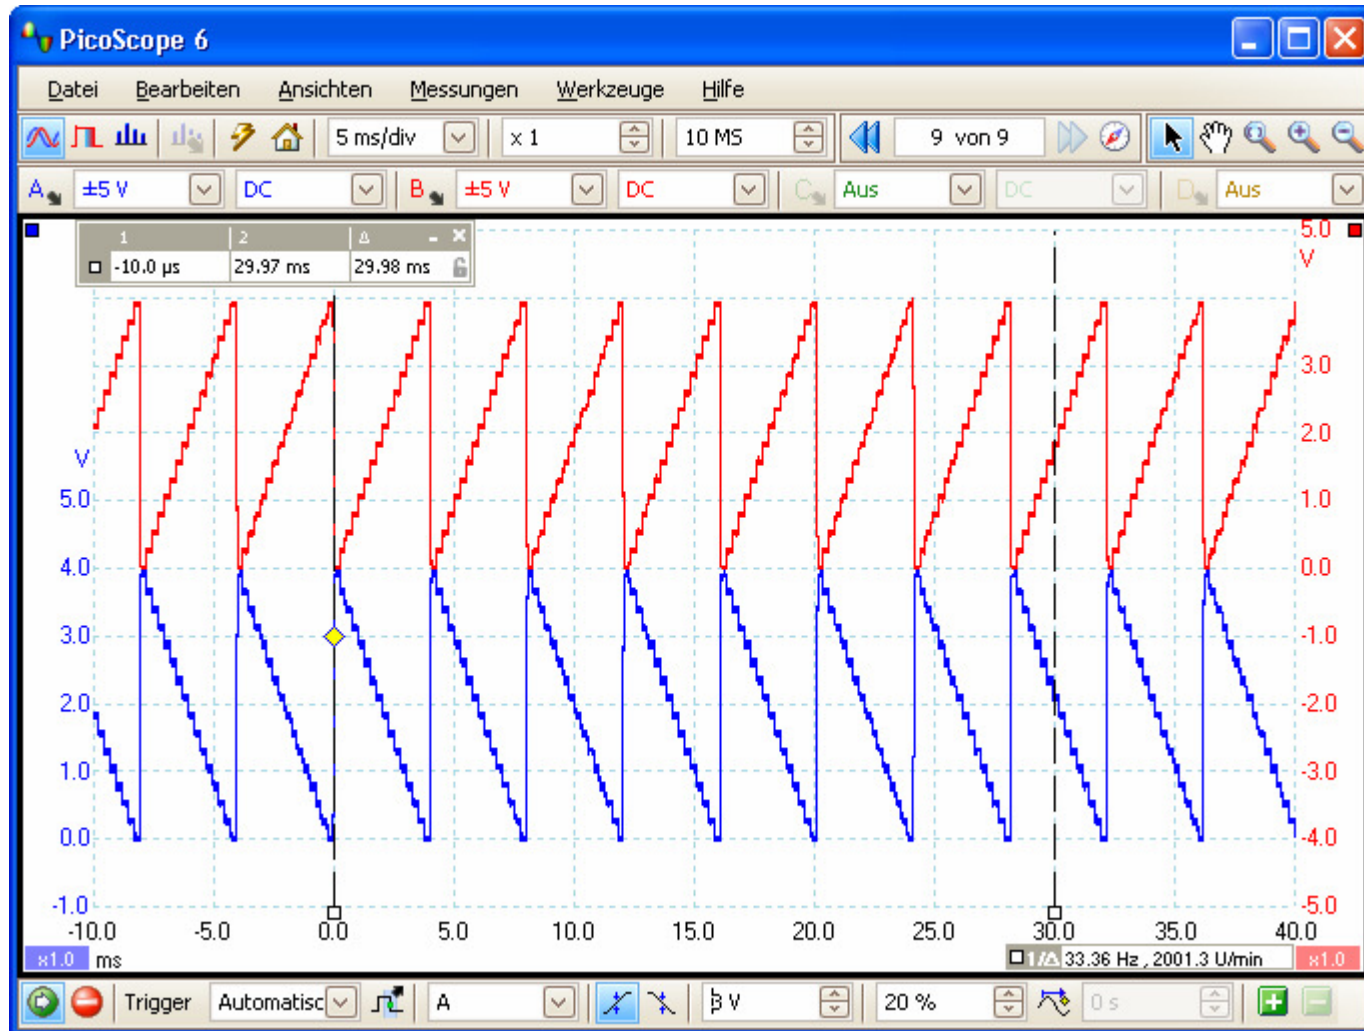 PicoScope 6
Datei Bearbeiten Ansichten Messungen Werkzeuge Hilfe
5 ms/div x 1 10 MS 9 von 9
A ±5 V DC B ±5 V DC C Aus DC D Aus
1 2 Δ
-10.0 µs 29.97 ms 29.98 ms
5.0
V
3.0
2.0
1.0
0.0
-1.0
-2.0
-3.0
-4.0
-5.0
V
5.0
4.0
3.0
2.0
1.0
0.0
-1.0
-10.0 -5.0 0.0 5.0 10.0 15.0 20.0 25.0 30.0 35.0 40.0
x1.0 ms 1/Δ 33.36 Hz , 2001.3 U/min x1.0
Trigger Automatisc A 3 V 20 % 0 s